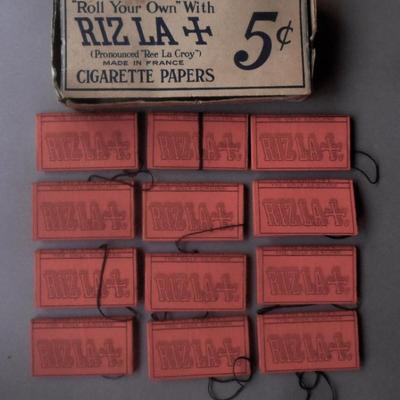 "Roll Your Own" With
RIZ LA + 5¢
(Pronounced "Ree La Croy")
MADE IN FRANCE
CIGARETTE PAPERS
RIZ LA +. RIZ LA +. RIZ LA +.
RIZ LA +. RIZ LA +. RIZ LA +.
RIZ LA +. RIZ LA +. RIZ LA +.
RIZ LA +. RIZ LA +. RIZ LA +.